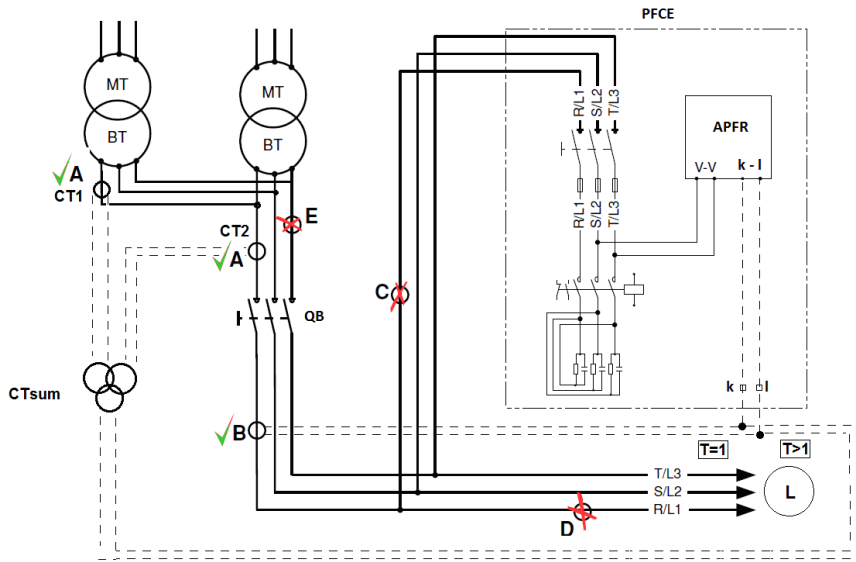 PFCE
MT
BT
MT
BT
A
CT1
CT2
A
E
C
QB
CTsum
B
D
R/L1
S/L2
T/L3
R/L1
S/L2
T/L3
APFR
V-V
k - l
k
l
T=1
T>1
T/L3
S/L2
R/L1
L